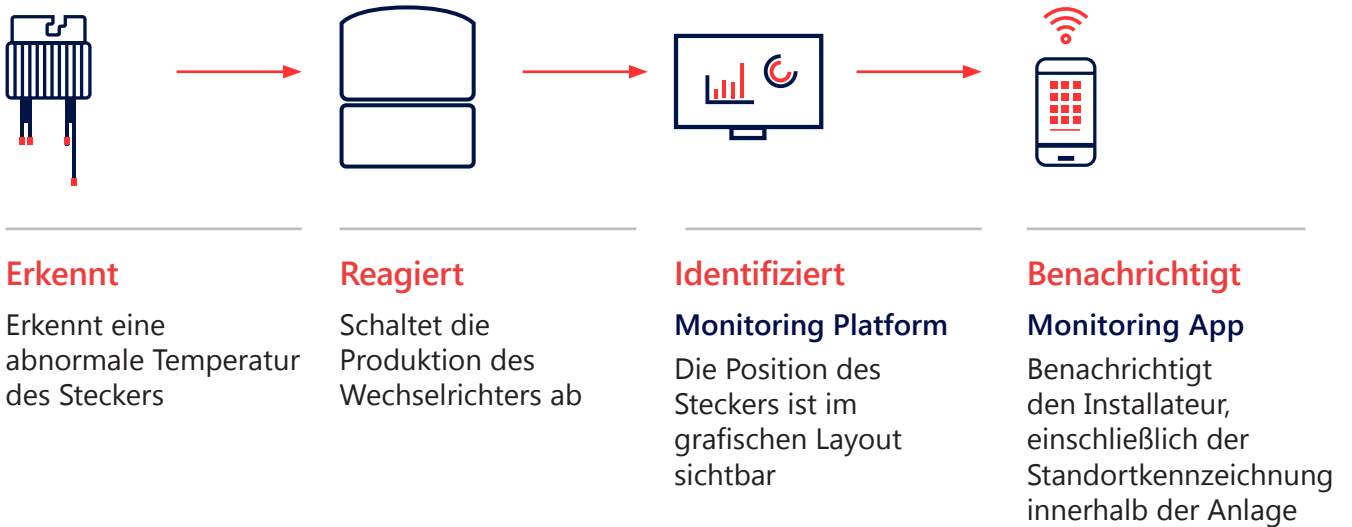 Erkennt
Erkennt eine
abnormale Temperatur
des Steckers
Reagiert
Schaltet die
Produktion des
Wechselrichters ab
Identifiziert
Monitoring Platform
Die Position des
Steckers ist im
grafischen Layout
sichtbar
Benachrichtigt
Monitoring App
Benachrichtigt
den Installateur,
einschließlich der
Standortkennzeichnung
innerhalb der Anlage